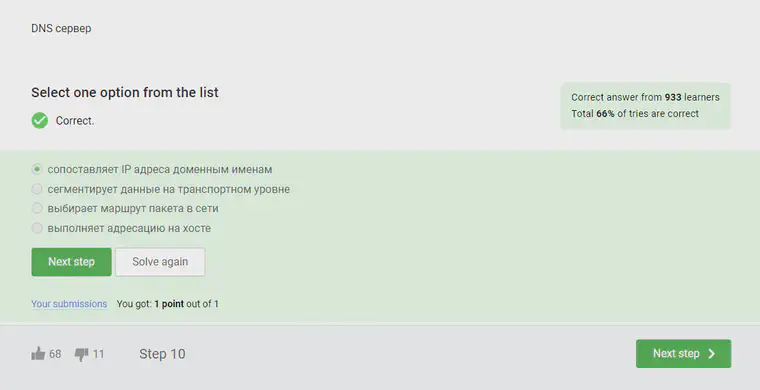 DNS сервер
Select one option from the list
Correct.
Correct answer from 933 learners
Total 66% of tries are correct
сопоставляет IP адреса доменным именам
сегментирует данные на транспортном уровне
выбирает маршрут пакета в сети
выполняет адресацию на хосте
Next step
Solve again
Your submissions You got: 1 point out of 1
68 11 Step 10
Next step